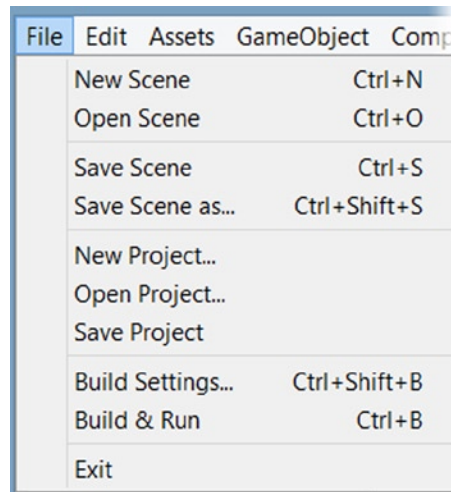 File Edit Assets GameObject Comp
New Scene Ctrl+N
Open Scene Ctrl+O
Save Scene Ctrl+S
Save Scene as... Ctrl+Shift+S
New Project...
Open Project...
Save Project
Build Settings... Ctrl+Shift+B
Build & Run Ctrl+B
Exit